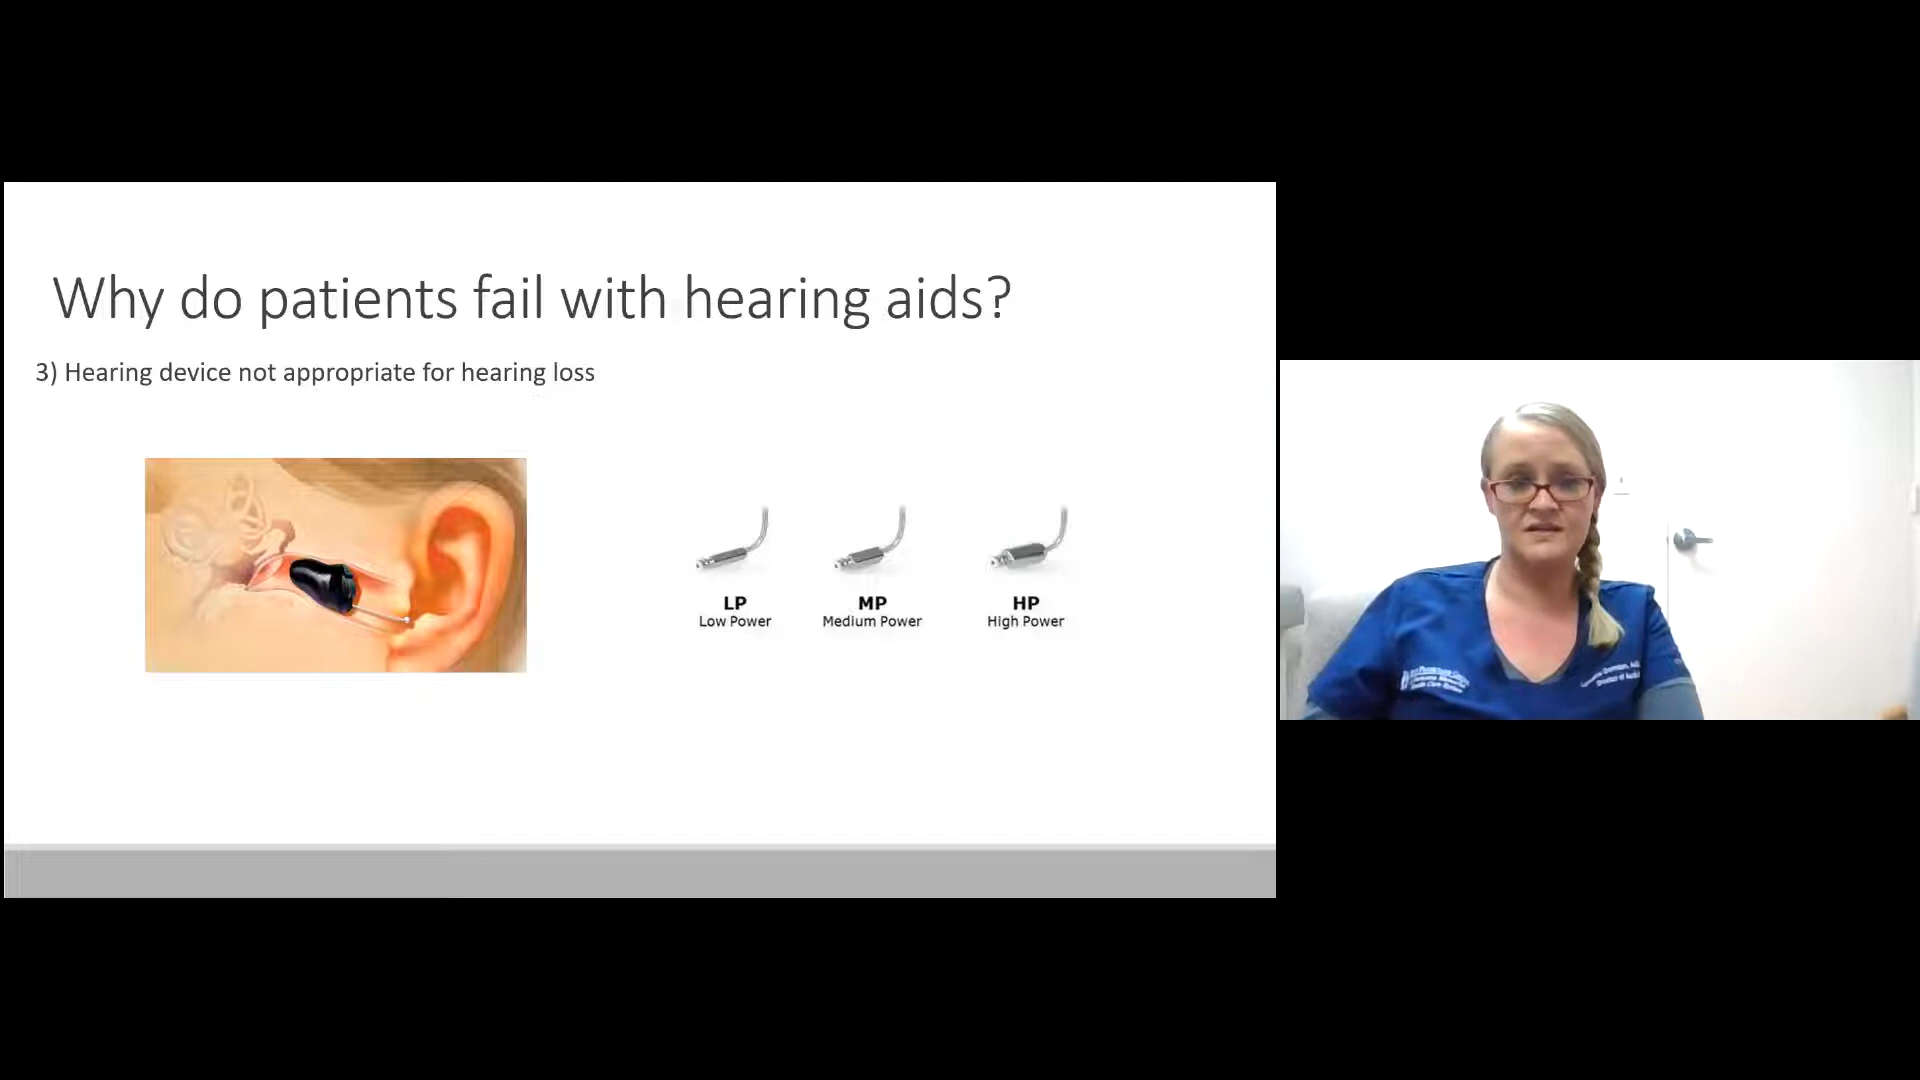 Why do patients fail with hearing aids?
3) Hearing device not appropriate for hearing loss
LP
Low Power
MP
Medium Power
HP
High Power